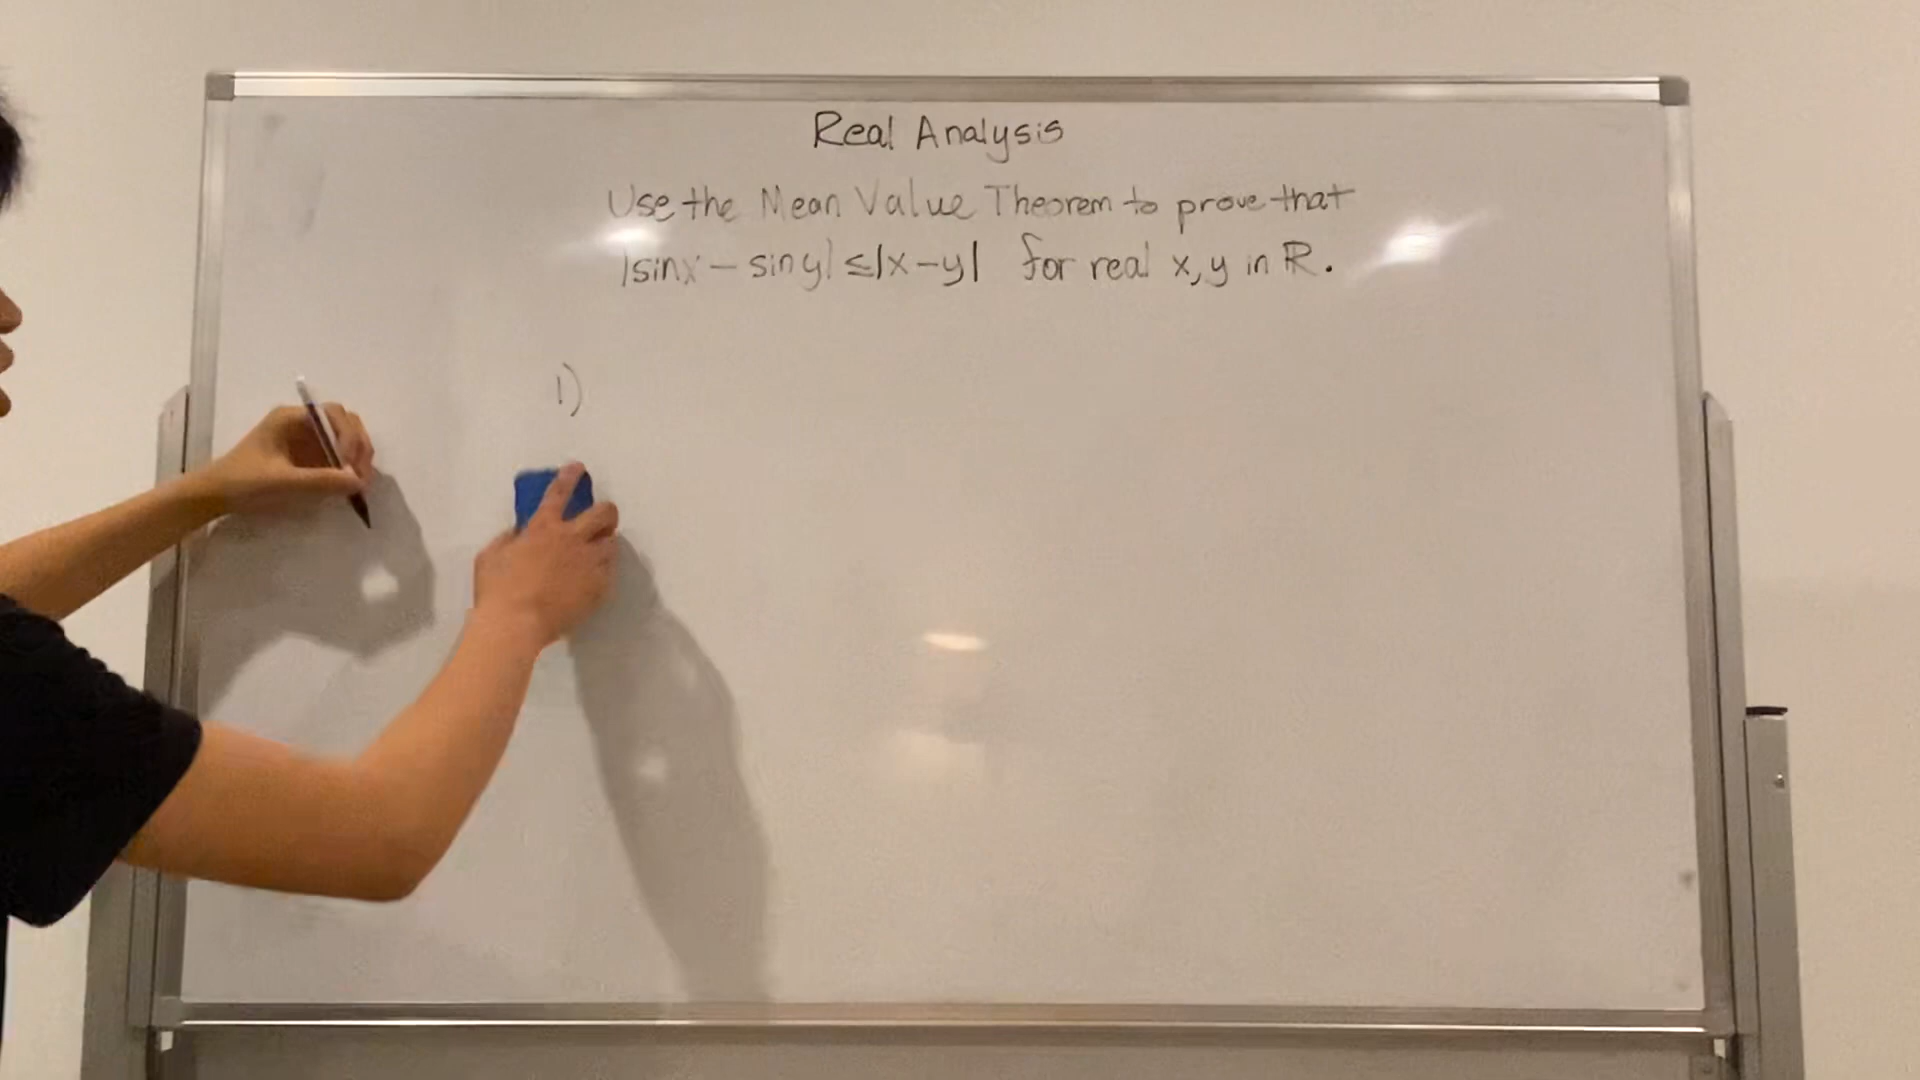 Real Analysis
Use the Mean Value Theorem to prove that
|sinx - siny| ≤ |x-y| for real x, y in ℝ.
1)